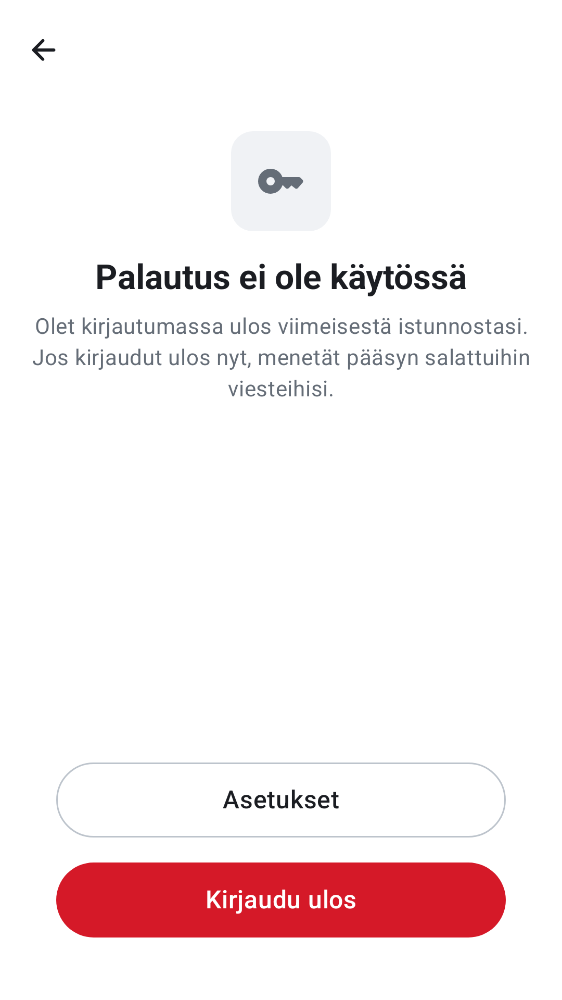 Palautus ei ole käytössä
Olet kirjautumassa ulos viimeisestä istunnostasi.
Jos kirjaudut ulos nyt, menetät pääsyn salattuihin
viesteihisi.
Asetukset
Kirjaudu ulos